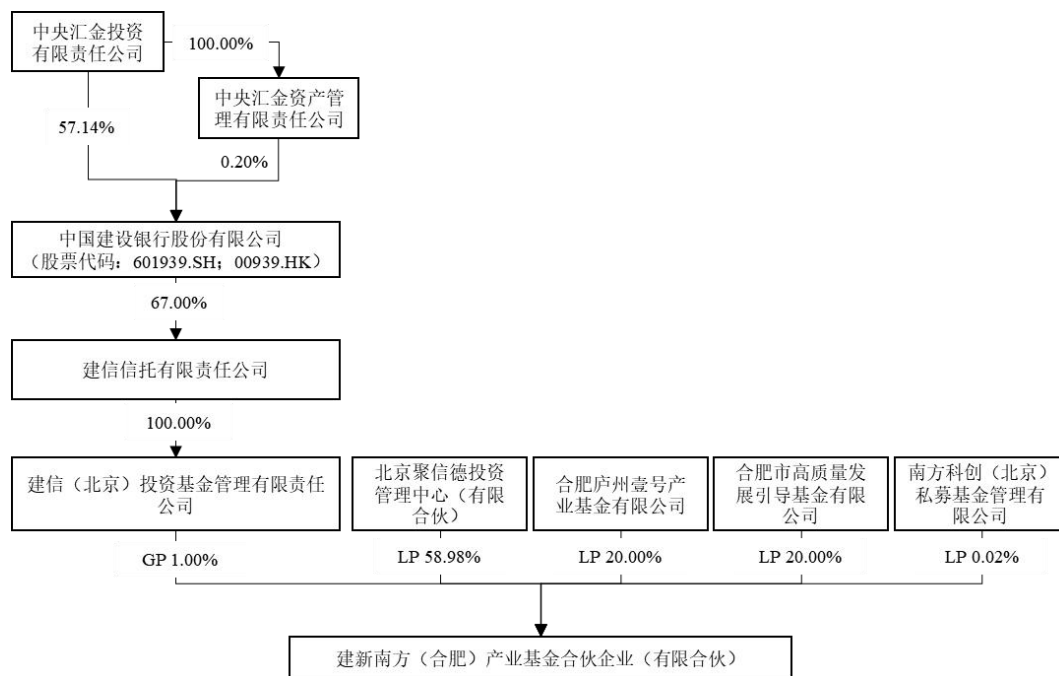 中央汇金投资
有限责任公司
100.00%
中央汇金资产管
理有限责任公司
57.14%
0.20%
中国建设银行股份有限公司
（股票代码：601939.SH；00939.HK）
67.00%
建信信托有限责任公司
100.00%
建信（北京）投资基金管理有限责任
公司
北京聚信德投资
管理中心（有限
合伙）
合肥庐州壹号产
业基金有限公司
合肥市高质量发
展引导基金有限
公司
南方科创（北京）
私募基金管理有
限公司
GP 1.00%
LP 58.98%
LP 20.00%
LP 20.00%
LP 0.02%
建新南方（合肥）产业基金合伙企业（有限合伙）